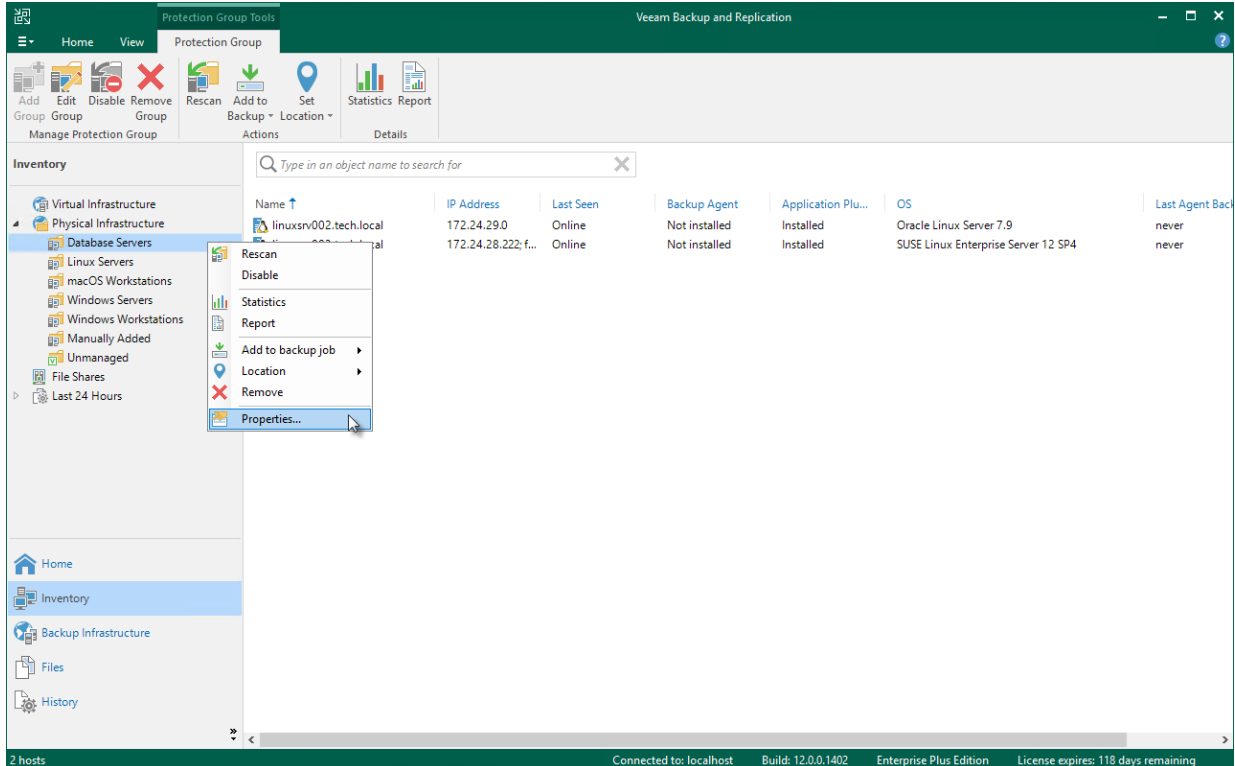 Protection Group Tools
Veeam Backup and Replication
Home View Protection Group
?
Add Group
Edit Group
Disable
Remove Group
Rescan
Add to Backup
Set Location
Statistics
Report
Manage Protection Group
Actions
Details
Inventory
Type in an object name to search for
Virtual Infrastructure
Physical Infrastructure
Database Servers
Linux Servers
macOS Workstations
Windows Servers
Windows Workstations
Manually Added
Unmanaged
File Shares
Last 24 Hours
Name IP Address Last Seen Backup Agent Application Plu... OS Last Agent Back
linuxsrv002.tech.local 172.24.29.0 Online Not installed Installed Oracle Linux Server 7.9 never
172.24.28.222; f... Online Not installed Installed SUSE Linux Enterprise Server 12 SP4 never
Rescan
Disable
Statistics
Report
Add to backup job
Location
Remove
Properties...
Home
Inventory
Backup Infrastructure
Files
History
2 hosts
Connected to: localhost Build: 12.0.0.1402 Enterprise Plus Edition License expires: 118 days remaining